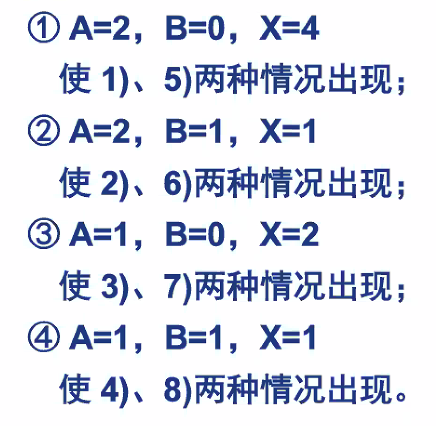 ① A=2，B=0，X=4
使 1)、5)两种情况出现；
② A=2，B=1，X=1
使 2)、6)两种情况出现；
③ A=1，B=0，X=2
使 3)、7)两种情况出现；
④ A=1，B=1，X=1
使 4)、8)两种情况出现。